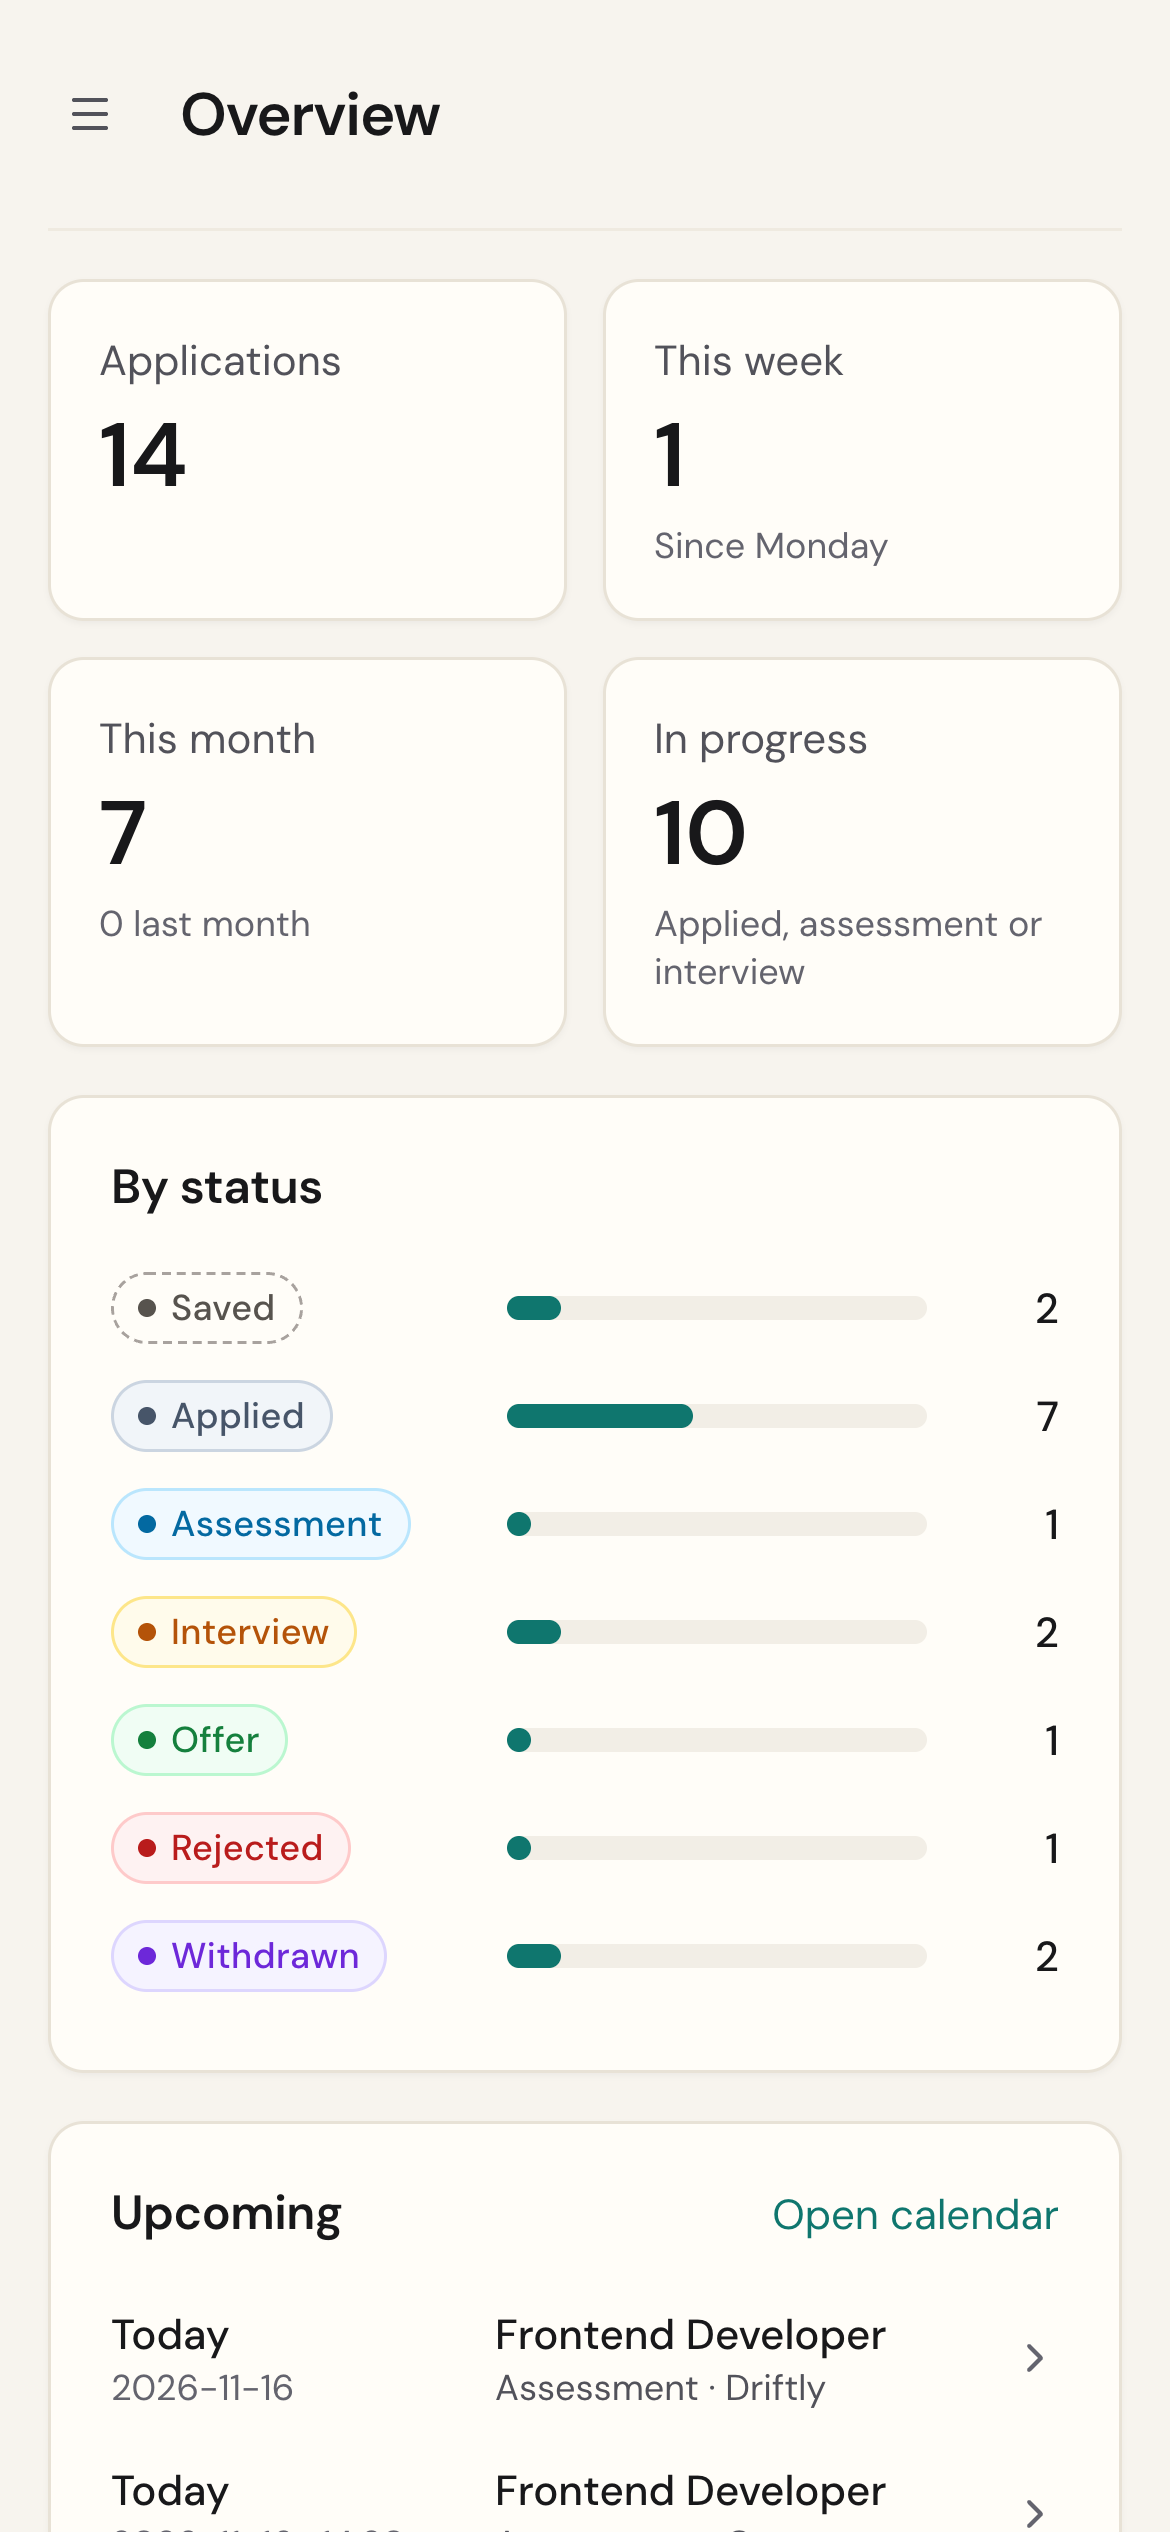 Overview
Applications
14
This week
1
Since Monday
This month
7
0 last month
In progress
10
Applied, assessment or
interview
By status
Saved 2
Applied 7
Assessment 1
Interview 2
Offer 1
Rejected 1
Withdrawn 2
Upcoming Open calendar
Today Frontend Developer
2026-11-16 Assessment · Driftly
Today Frontend Developer